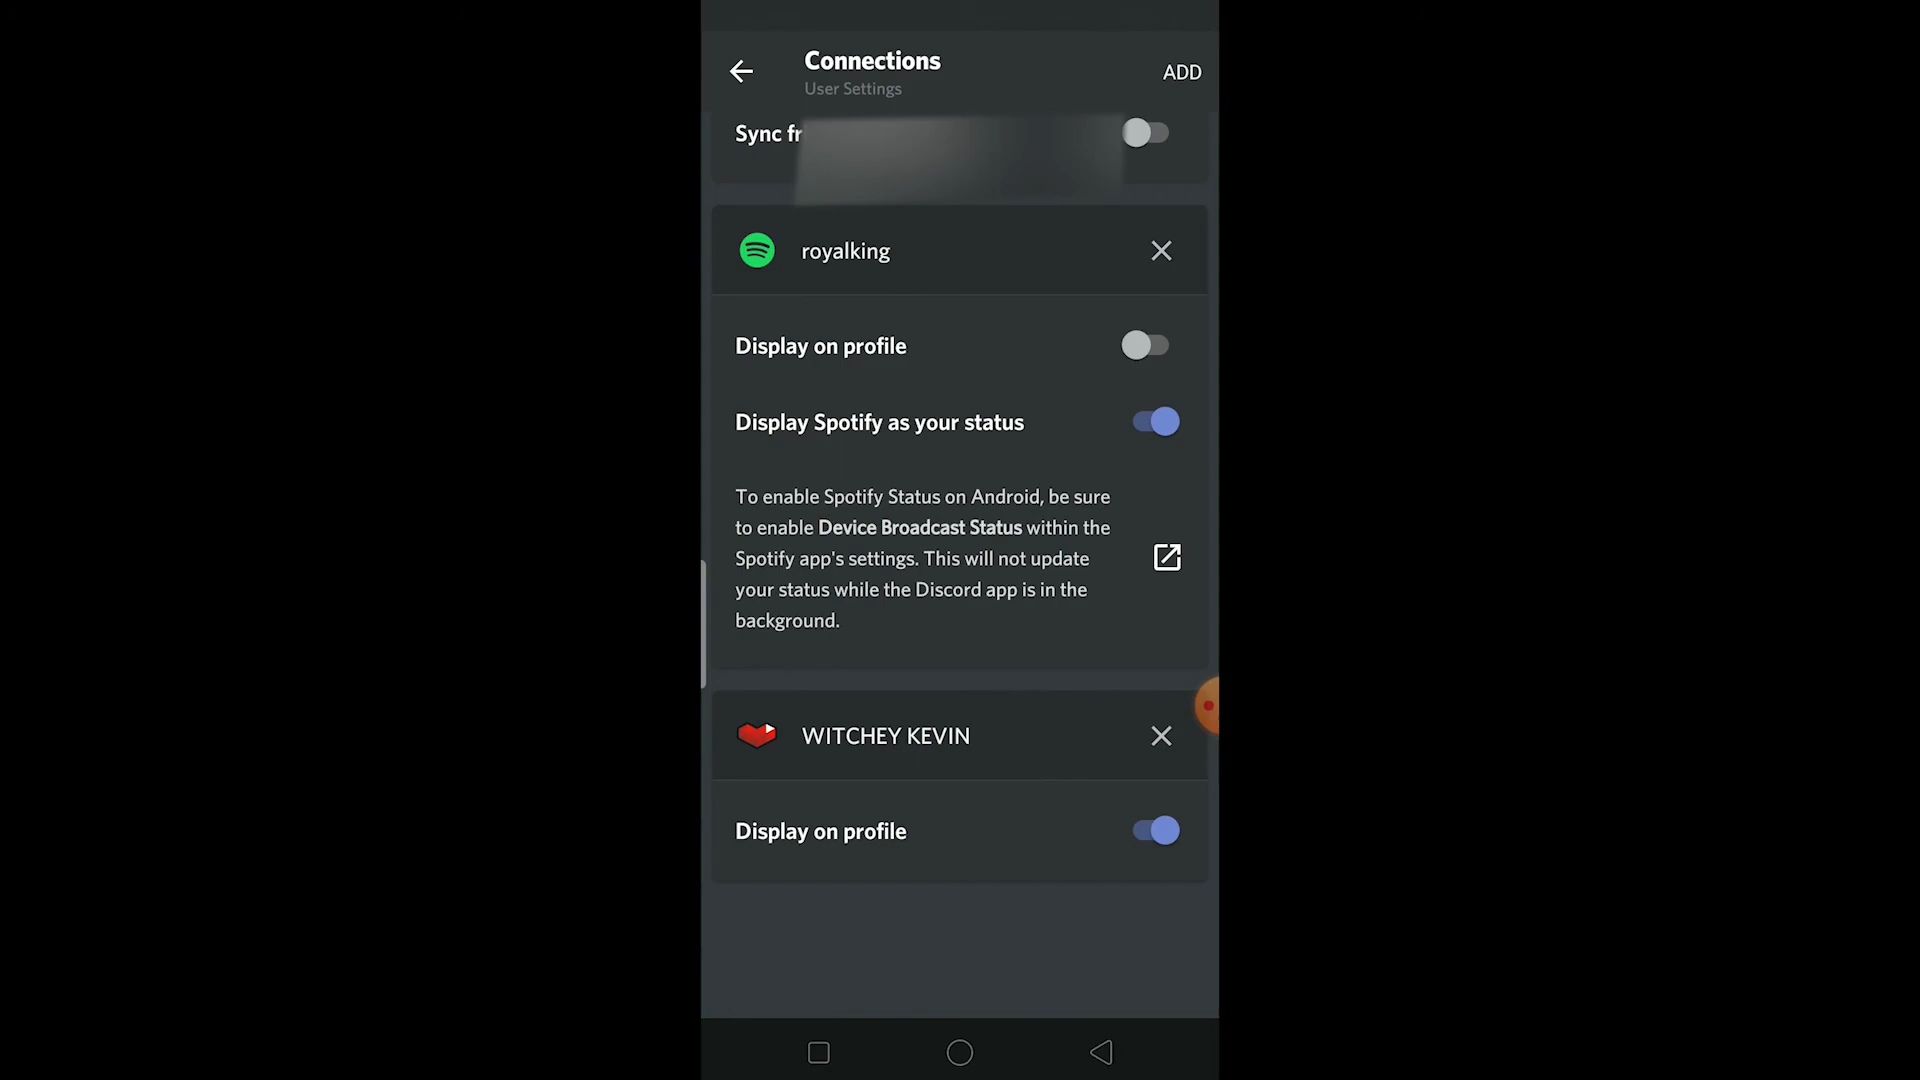 Connections
User Settings
ADD
Sync fr
royalking
Display on profile
Display Spotify as your status
To enable Spotify Status on Android, be sure
to enable Device Broadcast Status within the
Spotify app's settings. This will not update
your status while the Discord app is in the
background.
WITCHEY KEVIN
Display on profile